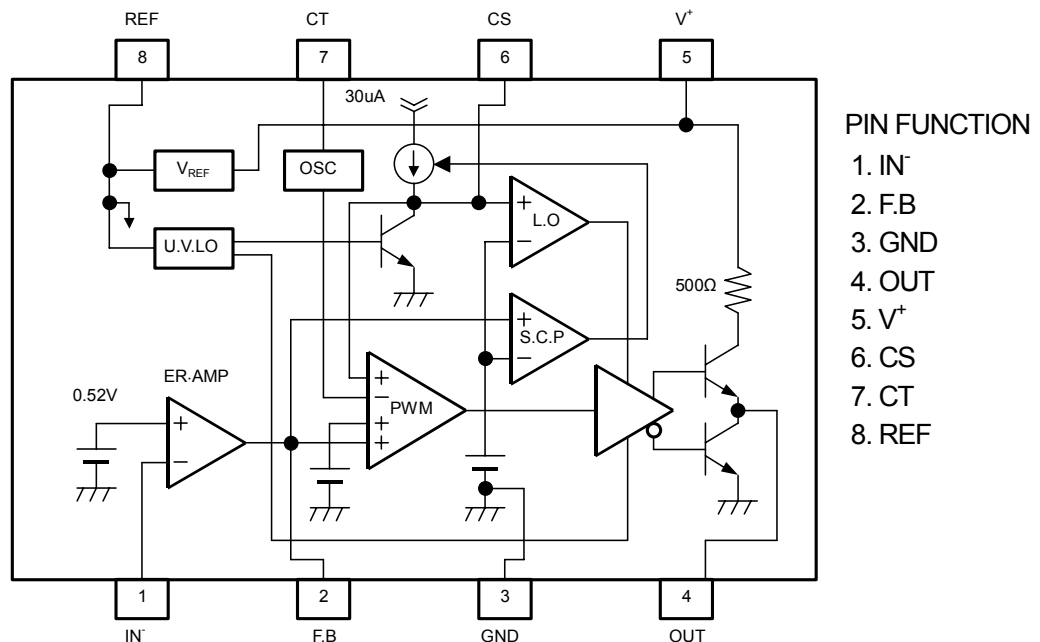 REF
CT
CS
V⁺
8
7
6
5
30uA
V_REF
OSC
U.V.LO
+
L.O
−
500Ω
+
S.C.P
−
ER·AMP
0.52V
+
−
+
−
+
+
PWM
1
2
3
4
IN⁻
F.B
GND
OUT
PIN FUNCTION
1. IN⁻
2. F.B
3. GND
4. OUT
5. V⁺
6. CS
7. CT
8. REF